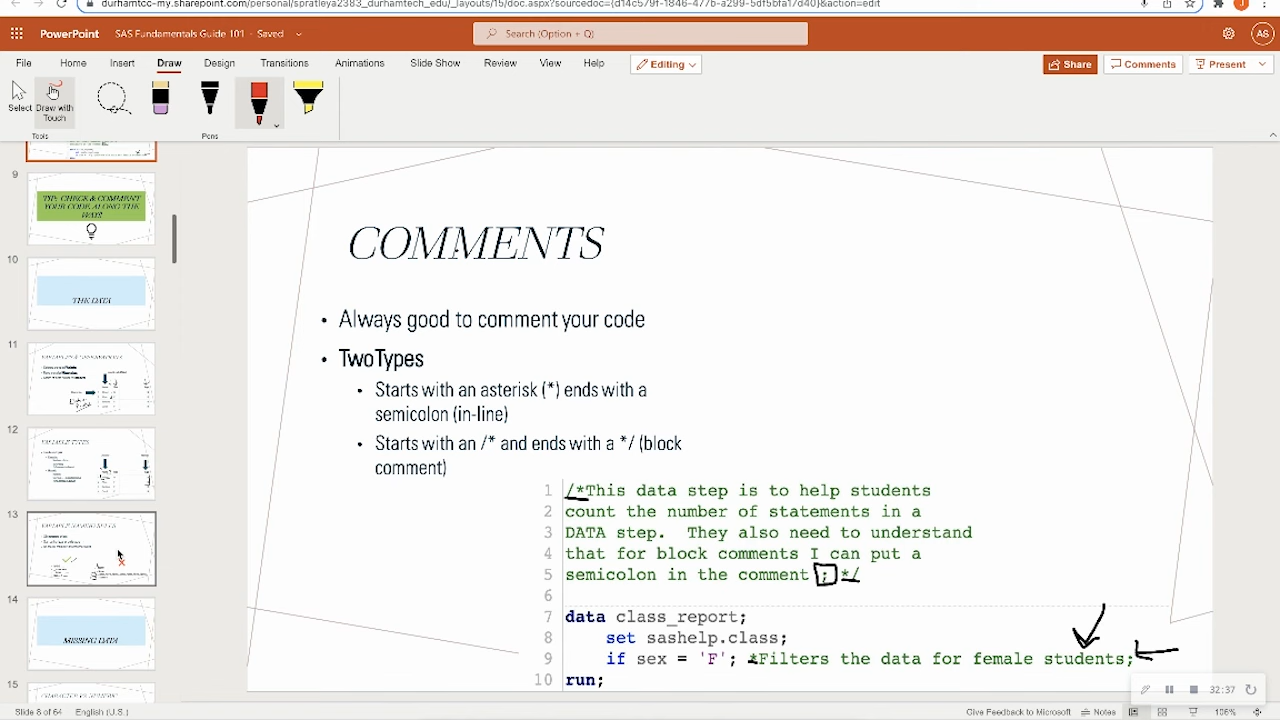 durhamtcc-my.sharepoint.com/personal/spratleya2383_durhamtech_edu/_layouts/15/doc.aspx?sourcedoc={d14c579f-1846-477b-a299-5df5bfa17d40}&action=edit
PowerPoint SAS Fundamentals Guide 101 - Saved Search (Option + Q) AS
File Home Insert Draw Design Slide Show Transitions Animations Review View Help Editing Share Comments Present
Select Draw with Touch
Tools Pens
9
TIP: CHECK & COMMENT
YOUR CODE ALONG THE
WAY!
10
THE DATA
11
12
VARIABLE TYPES
13
14
MISSING DATA
15
COMMENTS
• Always good to comment your code
• Two Types
• Starts with an asterisk (*) ends with a
semicolon (in-line)
• Starts with an /* and ends with a */ (block
comment)
1 /*This data step is to help students
2 count the number of statements in a
3 DATA step. They also need to understand
4 that for block comments I can put a
5 semicolon in the comment ; */
6
7 data class_report;
8 set sashelp.class;
9 if sex = 'F'; *Filters the data for female students;
10 run;
32:37
Slide 8 of 64 English (U.S.) Give Feedback to Microsoft Notes 106%